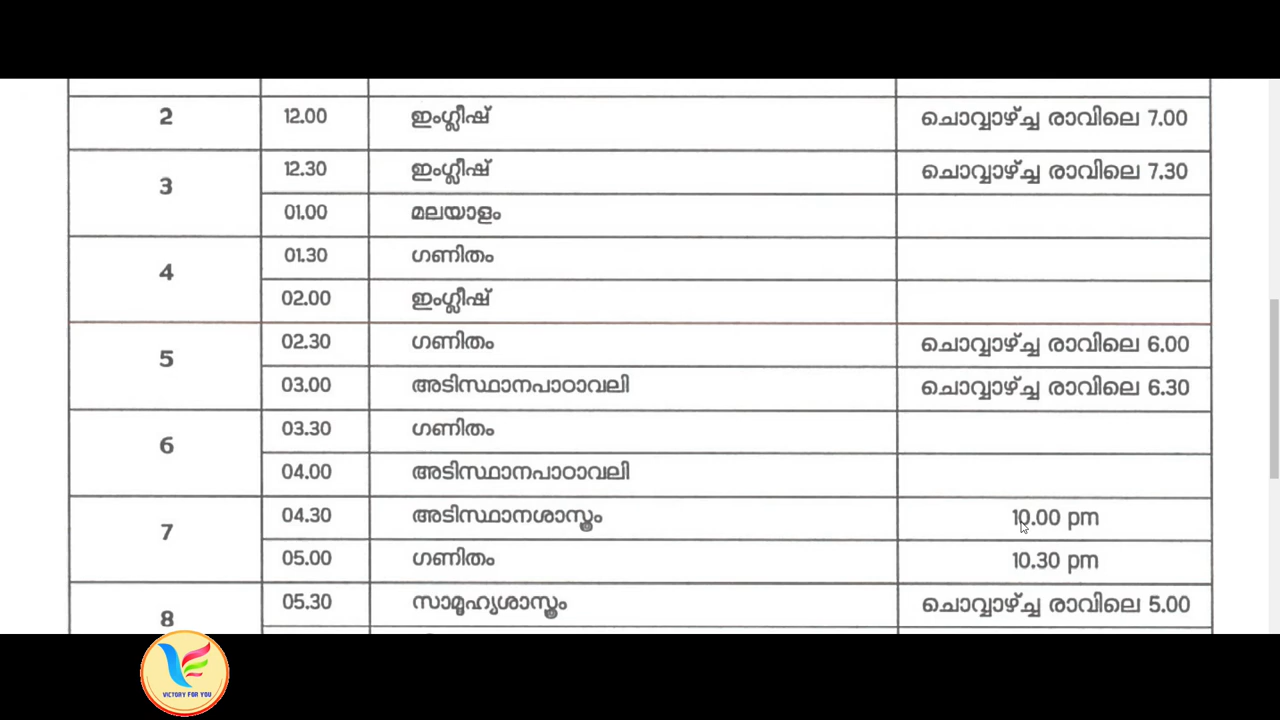 2 12.00 ഇംഗ്ലീഷ് ചൊവ്വാഴ്ച്ച രാവിലെ 7.00
3 12.30 ഇംഗ്ലീഷ് ചൊവ്വാഴ്ച്ച രാവിലെ 7.30
01.00 മലയാളം
4 01.30 ഗണിതം
02.00 ഇംഗ്ലീഷ്
5 02.30 ഗണിതം ചൊവ്വാഴ്ച്ച രാവിലെ 6.00
03.00 അടിസ്ഥാനപാഠാവലി ചൊവ്വാഴ്ച്ച രാവിലെ 6.30
6 03.30 ഗണിതം
04.00 അടിസ്ഥാനപാഠാവലി
7 04.30 അടിസ്ഥാനശാസ്ത്രം 10.00 pm
05.00 ഗണിതം 10.30 pm
8 05.30 സാമൂഹ്യശാസ്ത്രം ചൊവ്വാഴ്ച്ച രാവിലെ 5.00
VICTORY FOR YOU